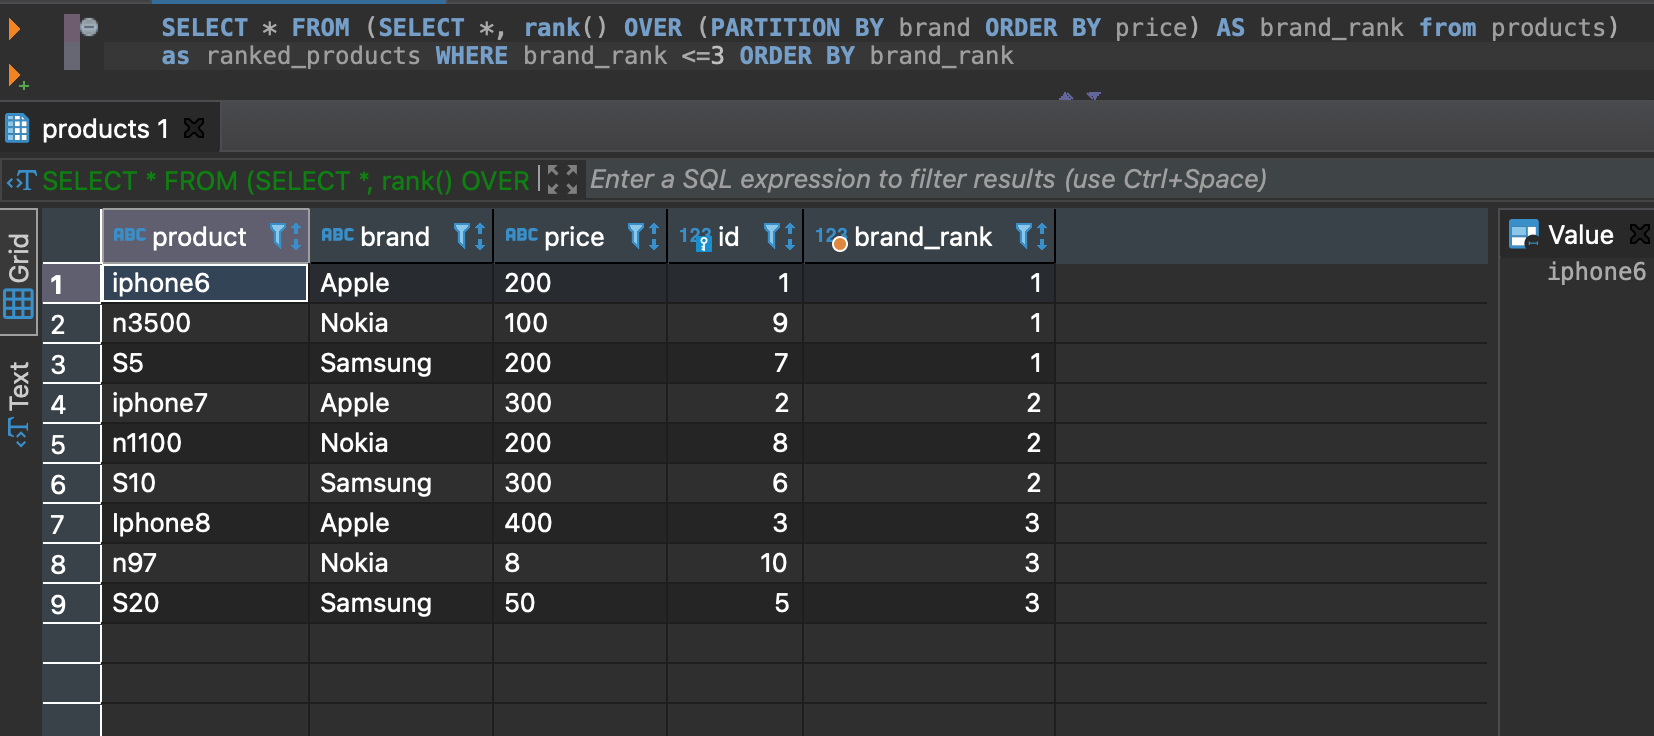 SELECT * FROM (SELECT *, rank() OVER (PARTITION BY brand ORDER BY price) AS brand_rank from products)
as ranked_products WHERE brand_rank <=3 ORDER BY brand_rank
products 1
SELECT * FROM (SELECT *, rank() OVER Enter a SQL expression to filter results (use Ctrl+Space)
Grid
Text
ABC product ABC brand ABC price 123 id 123 brand_rank
1 iphone6 Apple 200 1 1
2 n3500 Nokia 100 9 1
3 S5 Samsung 200 7 1
4 iphone7 Apple 300 2 2
5 n1100 Nokia 200 8 2
6 S10 Samsung 300 6 2
7 Iphone8 Apple 400 3 3
8 n97 Nokia 8 10 3
9 S20 Samsung 50 5 3
Value
iphone6